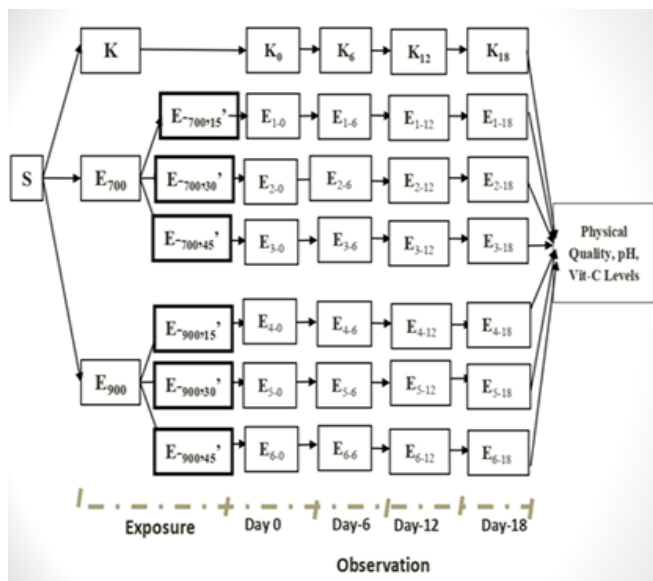 K K₀ K₆ K₁₂ K₁₈
E-₇₀₀,₁₅’ E₁₋₀ E₁₋₆ E₁₋₁₂ E₁₋₁₈
S E₇₀₀ E-₇₀₀,₃₀’ E₂₋₀ E₂₋₆ E₂₋₁₂ E₂₋₁₈
E-₇₀₀,₄₅’ E₃₋₀ E₃₋₆ E₃₋₁₂ E₃₋₁₈
Physical
Quality, pH,
Vit-C Levels
E-₉₀₀,₁₅’ E₄₋₀ E₄₋₆ E₄₋₁₂ E₄₋₁₈
E₉₀₀ E-₉₀₀,₃₀’ E₅₋₀ E₅₋₆ E₅₋₁₂ E₅₋₁₈
E-₉₀₀,₄₅’ E₆₋₀ E₆₋₆ E₆₋₁₂ E₆₋₁₈
Exposure Day 0 Day-6 Day-12 Day-18
Observation